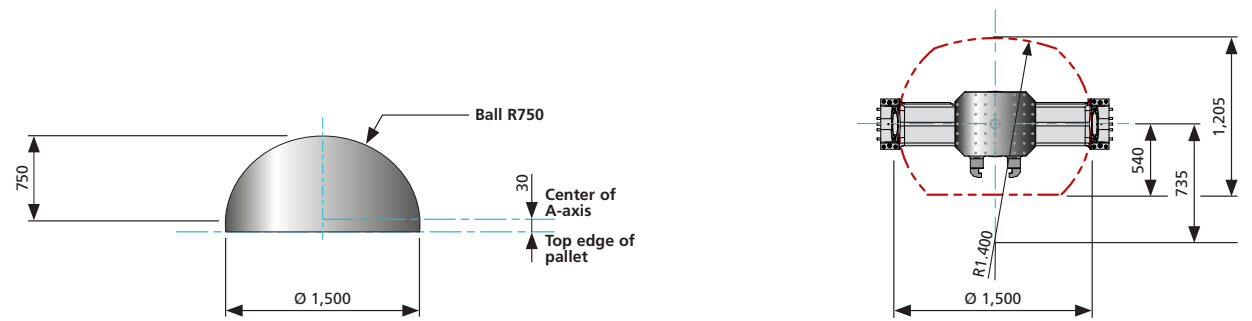 Ball R750
750
30
Center of
A-axis
Top edge of
pallet
Ø 1,500
1,205
540
735
R1.400
Ø 1,500